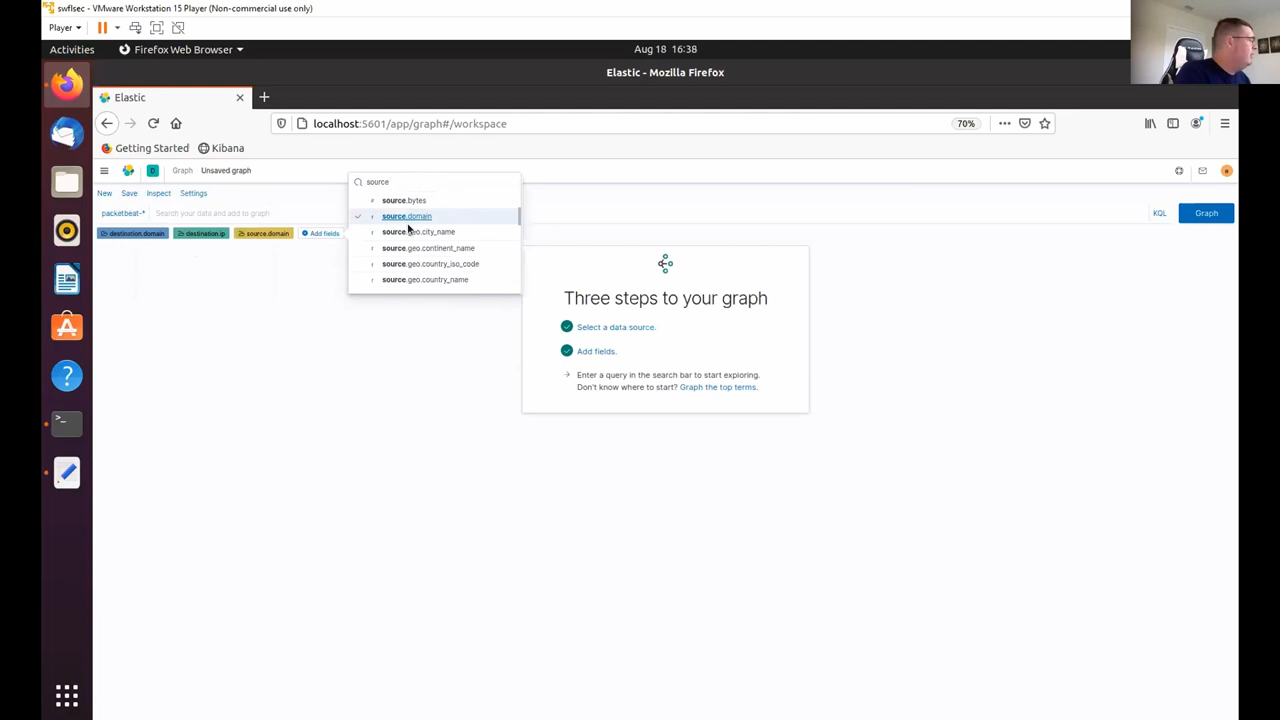 swflsec - VMware Workstation 15 Player (Non-commercial use only)
Player
Activities
Firefox Web Browser
Aug 18 16:38
Elastic - Mozilla Firefox
Elastic
localhost:5601/app/graph#/workspace
70%
Getting Started
Kibana
D
Graph
Unsaved graph
e
New
Save
Inspect
Settings
packetbeat-*
Search your data and add to graph
KQL
Graph
destination.domain
destination.ip
source.domain
Add fields
source
# source.bytes
t source.domain
t source.geo.city_name
t source.geo.continent_name
t source.geo.country_iso_code
t source.geo.country_name
Three steps to your graph
Select a data source.
Add fields.
Enter a query in the search bar to start exploring.
Don't know where to start? Graph the top terms.